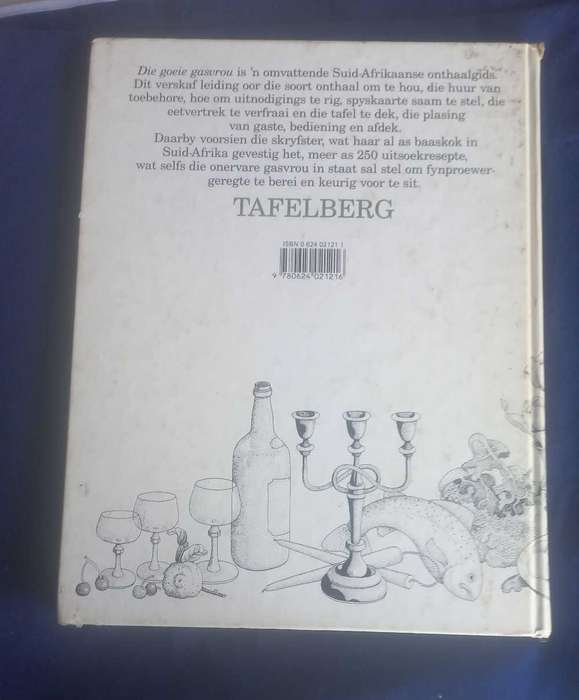 Die goeie gasvrou is 'n omvattende Suid-Afrikaanse onthaalgids.
Dit verskaf leiding oor die soort onthaal om te hou, die huur van
toebehore, hoe om uitnodigings te rig, spyskaarte saam te stel, die
eetvertrek te verfraai en die tafel te dek, die plasing
van gaste, bediening en afdek.
Daarby voorsien die skryfster, wat haar al as baaskok in
Suid-Afrika gevestig het, meer as 250 uitsoekresepte,
wat selfs die onervare gasvrou in staat sal stel om fynproewer-
geregte te berei en keurig voor te sit.
TAFELBERG
ISBN 0 624 02121 1
9 780624 021216